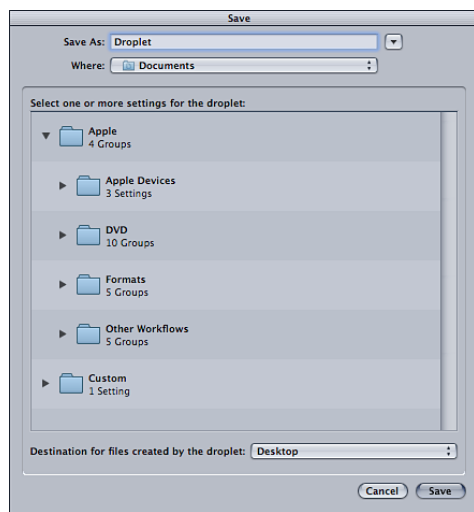 Save
Save As: Droplet
Where: Documents
Select one or more settings for the droplet:
Apple
4 Groups
Apple Devices
3 Settings
DVD
10 Groups
Formats
5 Groups
Other Workflows
5 Groups
Custom
1 Setting
Destination for files created by the droplet: Desktop
Cancel Save